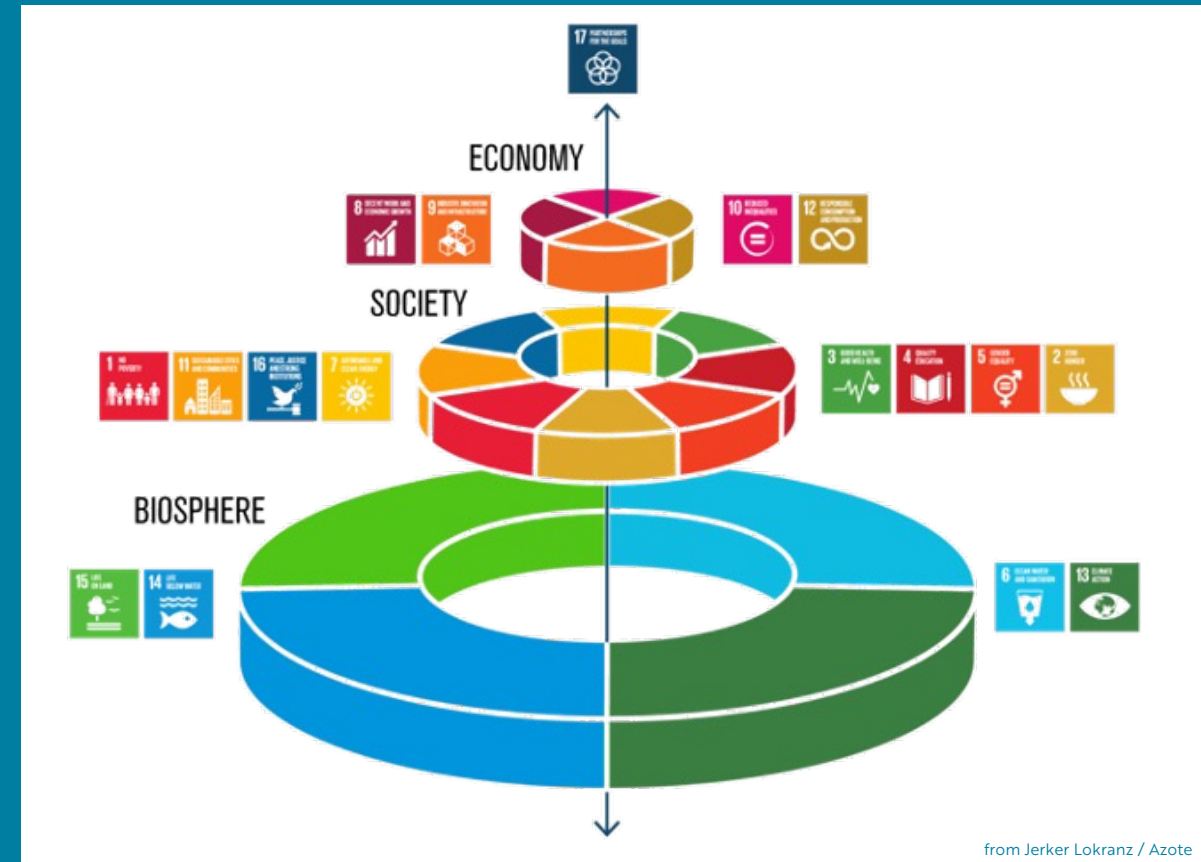 17 PARTNERSHIPS
FOR THE GOALS
ECONOMY
8 DECENT WORK AND
ECONOMIC GROWTH
9 INDUSTRY, INNOVATION
AND INFRASTRUCTURE
10 REDUCED
INEQUALITIES
12 RESPONSIBLE
CONSUMPTION
AND PRODUCTION
SOCIETY
1 NO
POVERTY
11 SUSTAINABLE CITIES
AND COMMUNITIES
16 PEACE, JUSTICE
AND STRONG
INSTITUTIONS
7 AFFORDABLE AND
CLEAN ENERGY
3 GOOD HEALTH
AND WELL-BEING
4 QUALITY
EDUCATION
5 GENDER
EQUALITY
2 ZERO
HUNGER
BIOSPHERE
15 LIFE
ON LAND
14 LIFE
BELOW WATER
6 CLEAN WATER
AND SANITATION
13 CLIMATE
ACTION
from Jerker Lokranz / Azote